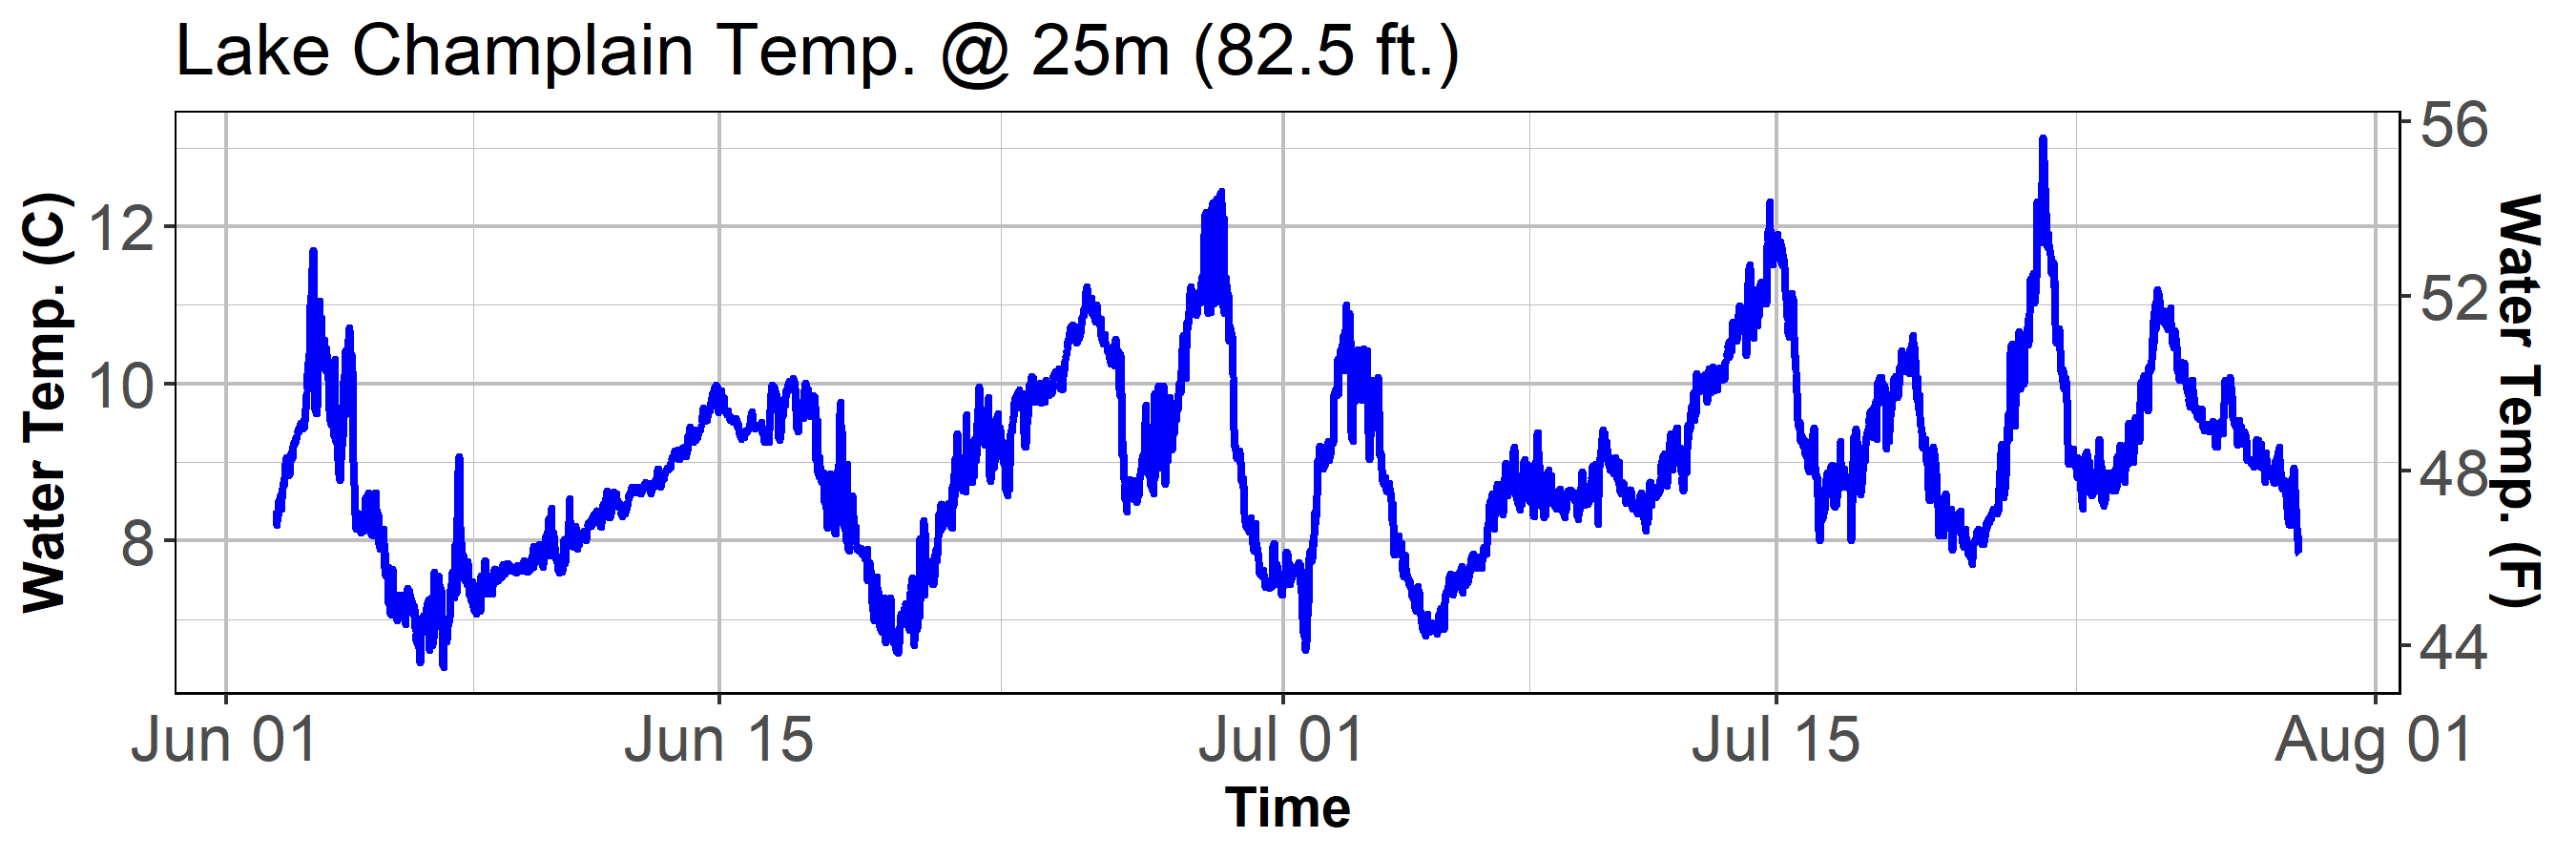 Lake Champlain Temp. @ 25m (82.5 ft.)
Water Temp. (C)
12
10
8
56
52
48
44
Water Temp. (F)
Jun 01
Jun 15
Jul 01
Jul 15
Aug 01
Time